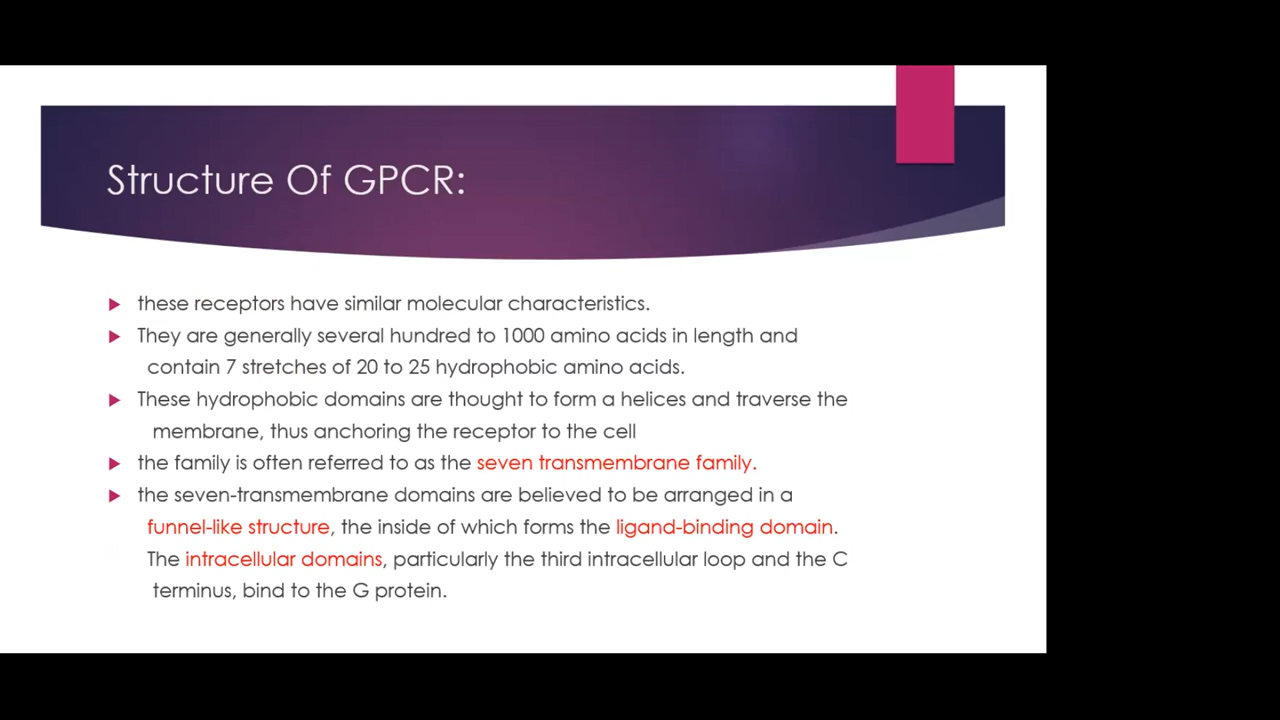 Structure Of GPCR:
these receptors have similar molecular characteristics.
They are generally several hundred to 1000 amino acids in length and
contain 7 stretches of 20 to 25 hydrophobic amino acids.
These hydrophobic domains are thought to form a helices and traverse the
membrane, thus anchoring the receptor to the cell
the family is often referred to as the seven transmembrane family.
the seven-transmembrane domains are believed to be arranged in a
funnel-like structure, the inside of which forms the ligand-binding domain.
The intracellular domains, particularly the third intracellular loop and the C
terminus, bind to the G protein.